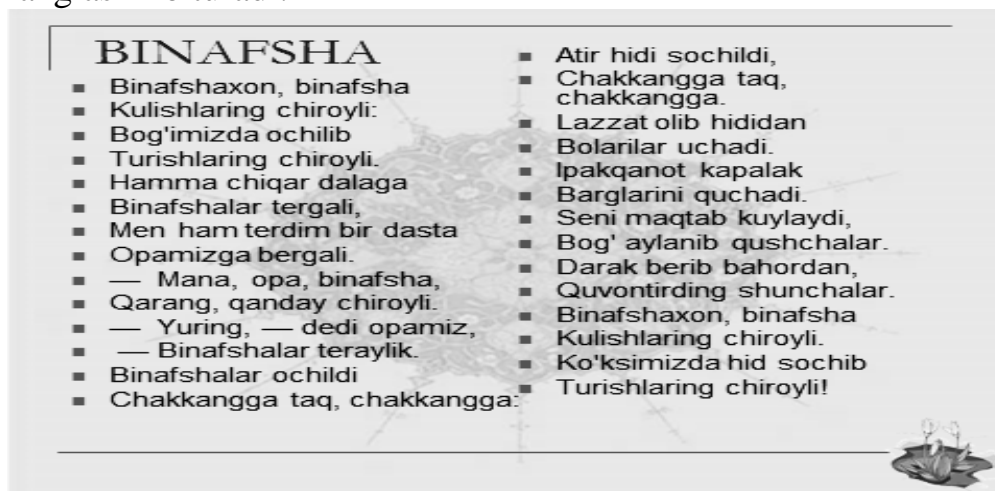 BINAFSHA
▪ Binafshaxon, binafsha
▪ Kulishlaring chiroyli:
▪ Bog'imizda ochilib
▪ Turishlaring chiroyli.
▪ Hamma chiqar dalaga
▪ Binafshalar tergali,
▪ Men ham terdim bir dasta
▪ Opamizga bergali.
▪ — Mana, opa, binafsha,
▪ Qarang, qanday chiroyli.
▪ — Yuring, — dedi opamiz,
▪ — Binafshalar teraylik.
▪ Binafshalar ochildi
▪ Chakkangga taq, chakkangga:
▪ Atir hidi sochildi,
▪ Chakkangga taq,
chakkangga.
▪ Lazzat olib hididan
▪ Bolarilar uchadi.
▪ Ipakqanot kapalak
▪ Barglarini quchadi.
▪ Seni maqtab kuylaydi,
▪ Bog' aylanib qushchalar.
▪ Darak berib bahordan,
▪ Quvontirding shunchalar.
▪ Binafshaxon, binafsha
▪ Kulishlaring chiroyli.
▪ Ko'ksimizda hid sochib
▪ Turishlaring chiroyli!